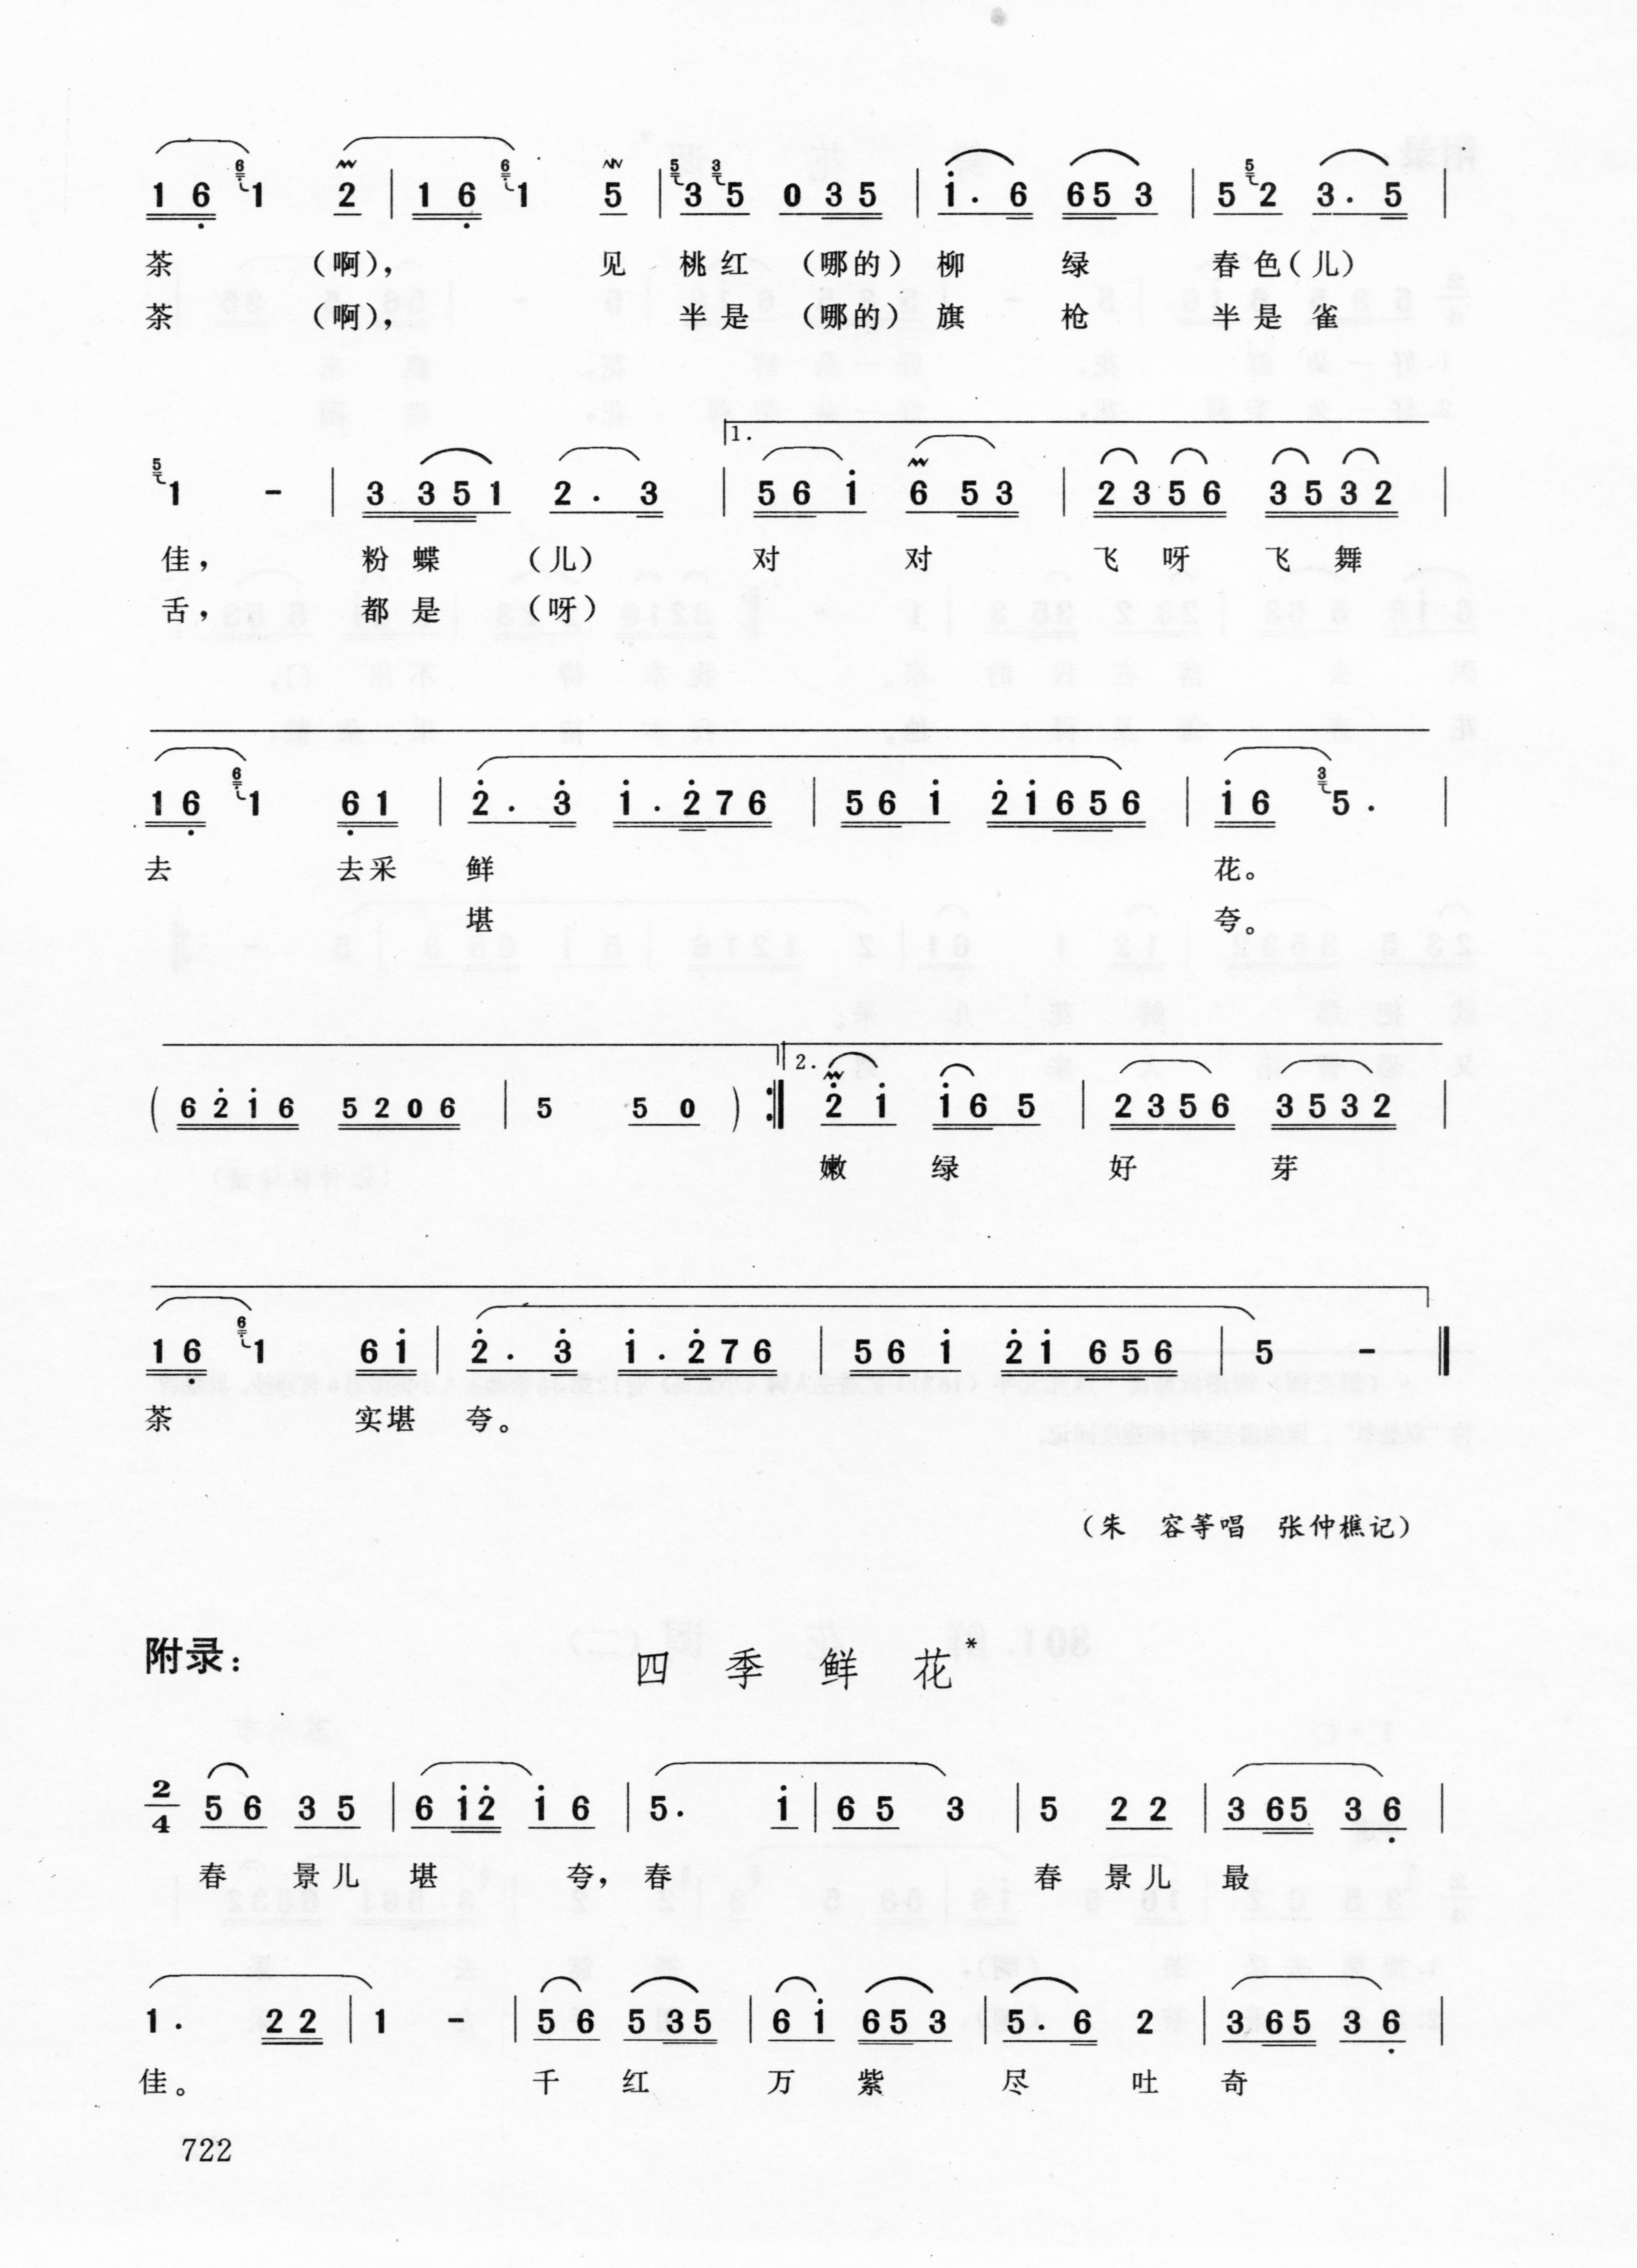 1 6 6 1 2 | 1 6 6 1 5 | 5 3 3 5 0 3 5 | i . 6 6 5 3 | 5 5 2 3 . 5 |
茶 （啊）， 见 桃 红 （哪的） 柳 绿 春 色（儿）
茶 （啊）， 半 是 （哪的） 旗 枪 半 是 雀
1.
5 1 - | 3 3 5 1 2 . 3 | 5 6 i 6 5 3 | 2 3 5 6 3 5 3 2 |
佳， 粉 蝶 （儿） 对 对 飞 呀 飞 舞
舌， 都 是 （呀）
1 6 6 1 6 1 | 2 . 3 i . 2 7 6 | 5 6 i 2 i 6 5 6 | i 6 3 5 . |
去 去采 鲜 花。
堪 夸。
2.
( 6 2 i 6 5 2 0 6 | 5 5 0 ) :| 2 i i 6 5 | 2 3 5 6 3 5 3 2 |
嫩 绿 好 芽
1 6 6 1 6 i | 2 . 3 i . 2 7 6 | 5 6 i 2 i 6 5 6 | 5 - ‖
茶 实堪 夸。
（朱　容等唱　张仲樵记）
附录：
四 季 鲜 花*
2/4 5 6 3 5 | 6 i 2 i 6 | 5 . i | 6 5 3 | 5 2 2 | 3 6 5 3 6 |
春 景 儿 堪 夸， 春 春 景 儿 最
1 . 2 2 | 1 - | 5 6 5 3 5 | 6 i 6 5 3 | 5 . 6 2 | 3 6 5 3 6 |
佳。 千 红 万 紫 尽 吐 奇
722